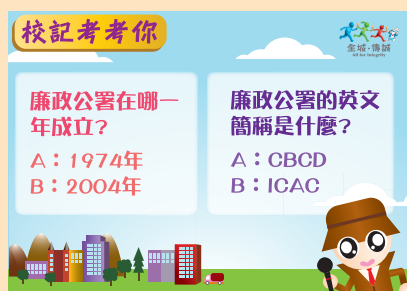 校記考考你
全城·傳誠
All for Integrity
廉政公署在哪一
年成立?
A：1974年
B：2004年
廉政公署的英文
簡稱是什麼?
A：CBCD
B：ICAC